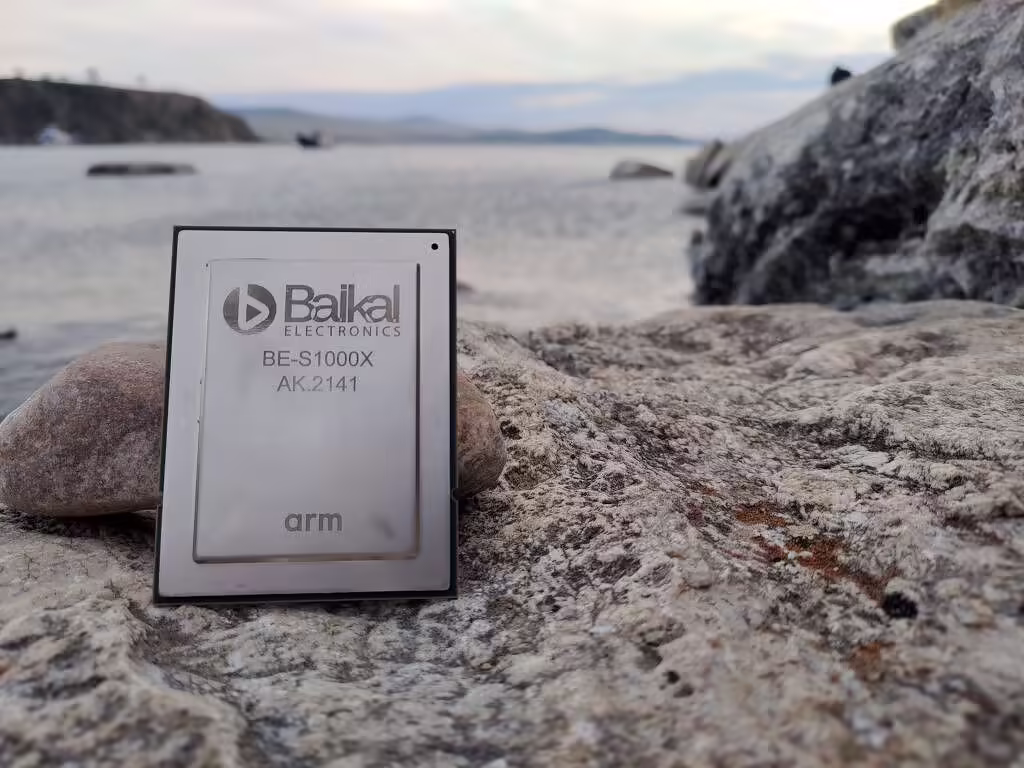 Baikal
ELECTRONICS
BE-S1000X
AK.2141
arm